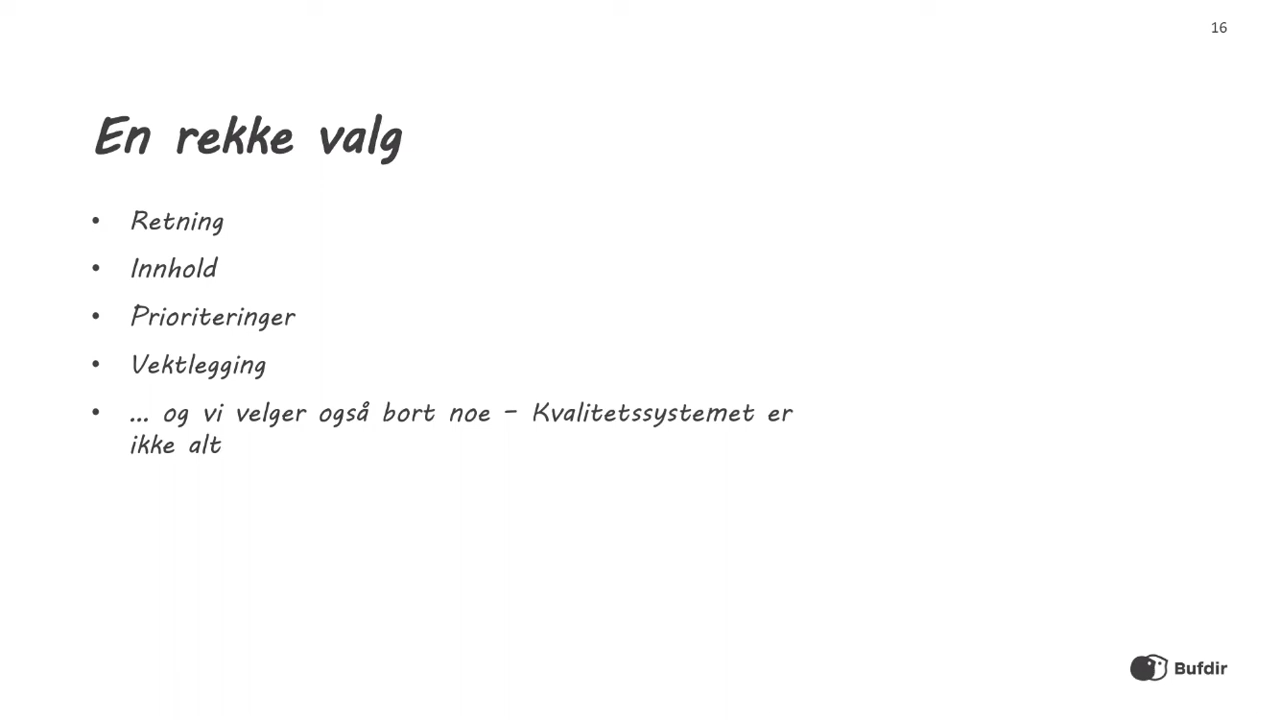 16
En rekke valg
• Retning
• Innhold
• Prioriteringer
• Vektlegging
• ... og vi velger også bort noe – Kvalitetssystemet er
ikke alt
Bufdir